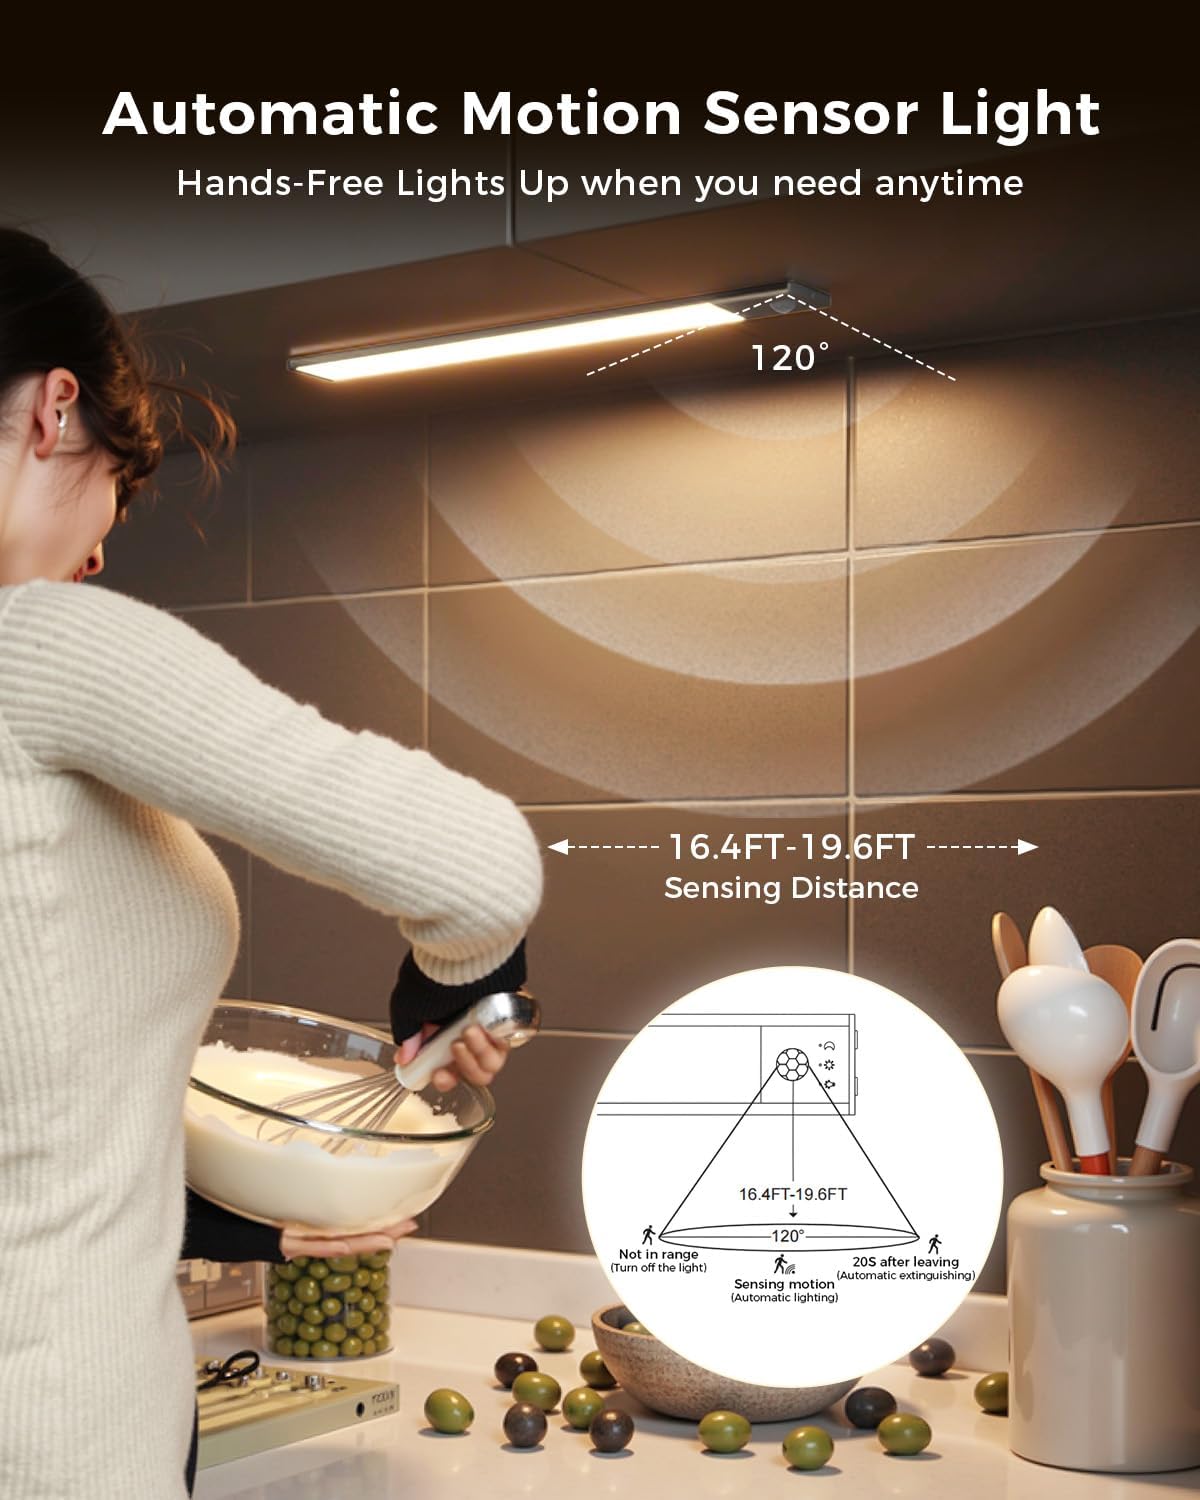 Automatic Motion Sensor Light
Hands-Free Lights Up when you need anytime
120°
16.4FT-19.6FT
Sensing Distance
16.4FT-19.6FT
120°
Not in range
(Turn off the light)
Sensing motion
(Automatic lighting)
20S after leaving
(Automatic extinguishing)